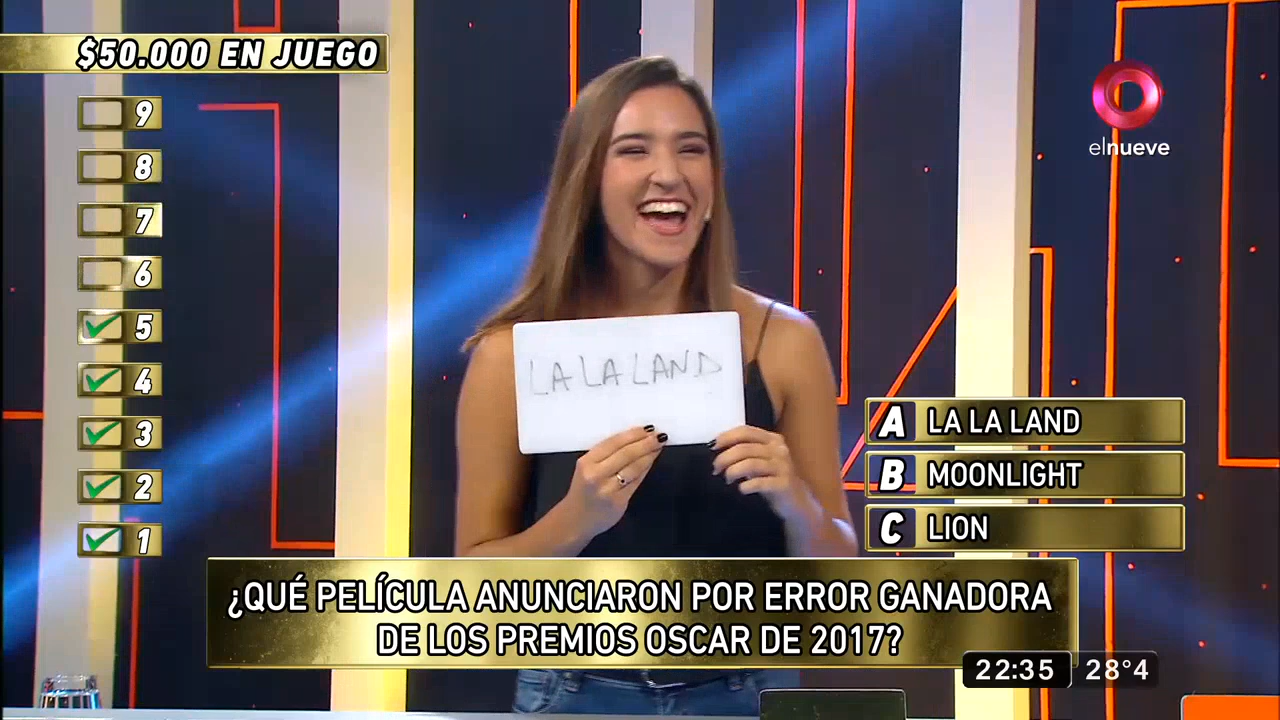 $50.000 EN JUEGO
9
8
7
6
5
4
3
2
1
elnueve
LA LA LAND
A LA LA LAND
B MOONLIGHT
C LION
¿QUÉ PELÍCULA ANUNCIARON POR ERROR GANADORA
DE LOS PREMIOS OSCAR DE 2017?
22:35 28°4